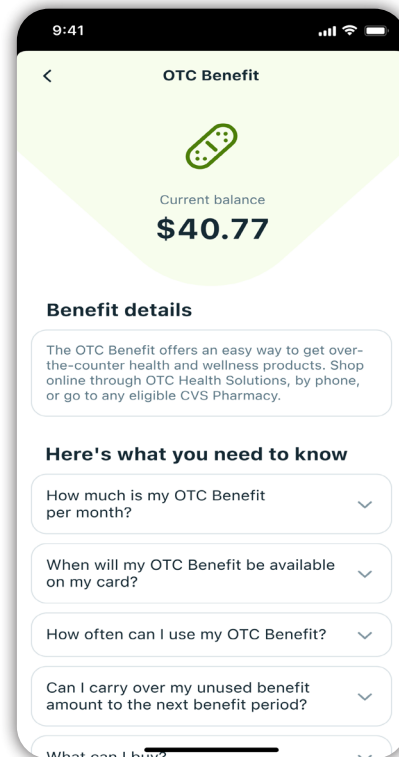 9:41
OTC Benefit
Current balance
$40.77
Benefit details
The OTC Benefit offers an easy way to get over-
the-counter health and wellness products. Shop
online through OTC Health Solutions, by phone,
or go to any eligible CVS Pharmacy.
Here's what you need to know
How much is my OTC Benefit
per month?
When will my OTC Benefit be available
on my card?
How often can I use my OTC Benefit?
Can I carry over my unused benefit
amount to the next benefit period?
What can I buy?